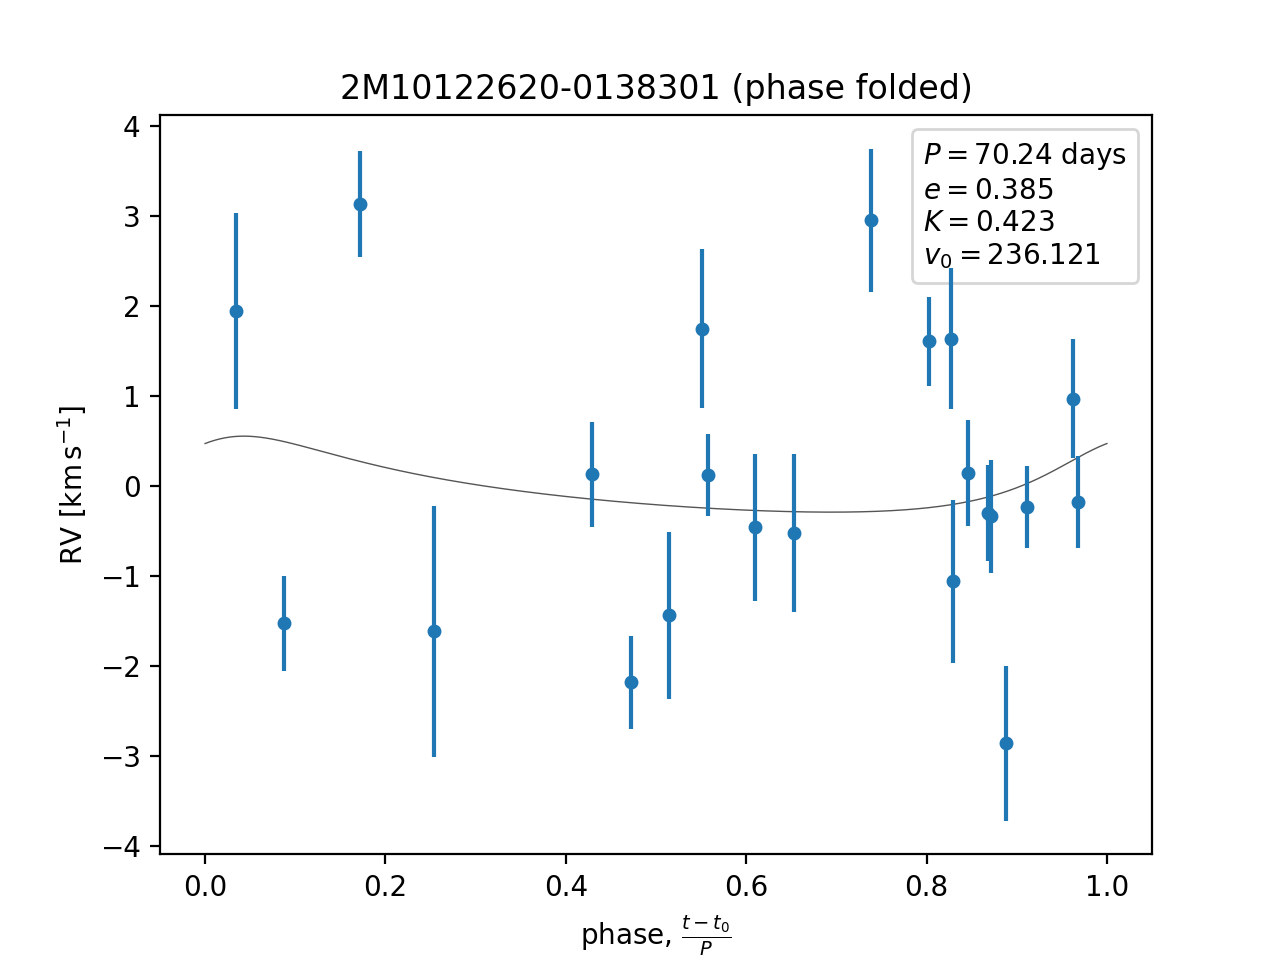 2M10122620-0138301 (phase folded)
P = 70.24 days
e = 0.385
K = 0.423
v₀ = 236.121
4
3
2
1
0
−1
−2
−3
−4
RV [km s⁻¹]
0.0 0.2 0.4 0.6 0.8 1.0
phase, (t − t₀)/P